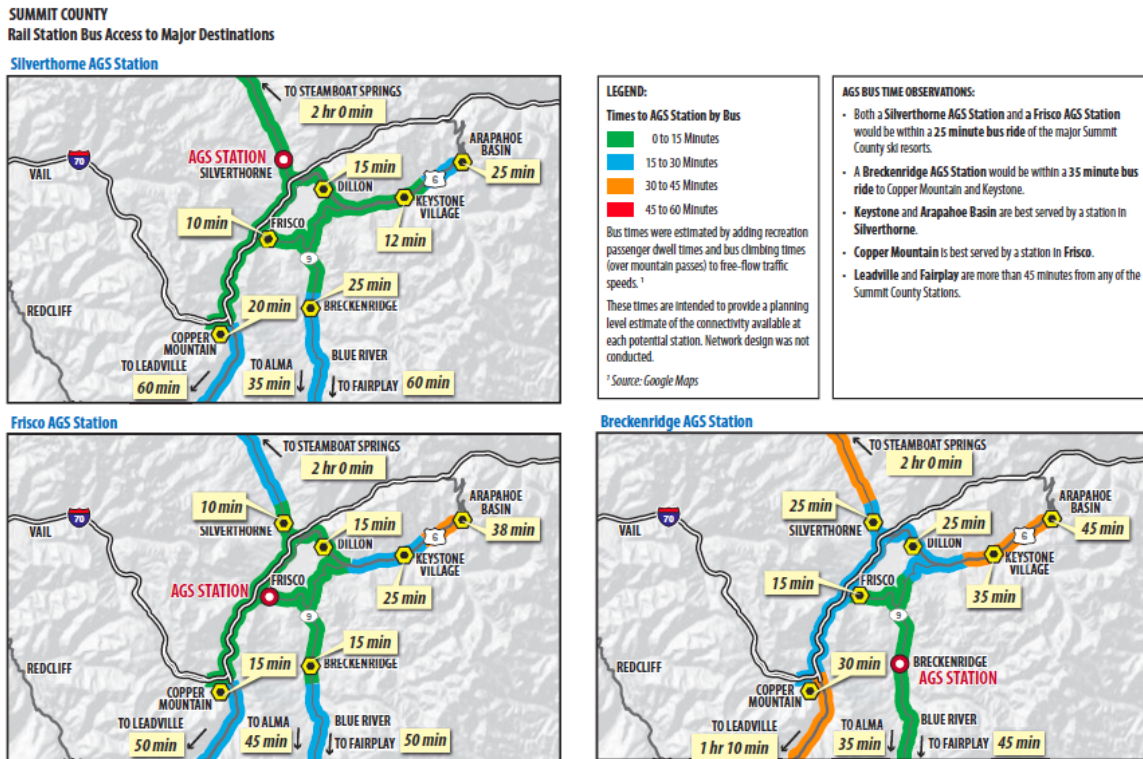 SUMMIT COUNTY
Rail Station Bus Access to Major Destinations
Silverthorne AGS Station
TO STEAMBOAT SPRINGS
2 hr 0 min
ARAPAHOE
BASIN
25 min
AGS STATION
SILVERTHORNE
15 min
DILLON
6
KEYSTONE
VILLAGE
12 min
70
VAIL
10 min
FRISCO
9
25 min
BRECKENRIDGE
REDCLIFF
20 min
COPPER
MOUNTAIN
BLUE RIVER
TO LEADVILLE
60 min
TO ALMA
35 min
TO FAIRPLAY
60 min
LEGEND:
Times to AGS Station by Bus
0 to 15 Minutes
15 to 30 Minutes
30 to 45 Minutes
45 to 60 Minutes
Bus times were estimated by adding recreation
passenger dwell times and bus climbing times
(over mountain passes) to free-flow traffic
speeds. ¹
These times are intended to provide a planning
level estimate of the connectivity available at
each potential station. Network design was not
conducted.
¹ Source: Google Maps
AGS BUS TIME OBSERVATIONS:
• Both a Silverthorne AGS Station and a Frisco AGS Station
would be within a 25 minute bus ride of the major Summit
County ski resorts.
• A Breckenridge AGS Station would be within a 35 minute bus
ride to Copper Mountain and Keystone.
• Keystone and Arapahoe Basin are best served by a station in
Silverthorne.
• Copper Mountain is best served by a station in Frisco.
• Leadville and Fairplay are more than 45 minutes from any of the
Summit County Stations.
Frisco AGS Station
TO STEAMBOAT SPRINGS
2 hr 0 min
10 min
SILVERTHORNE
ARAPAHOE
BASIN
38 min
15 min
DILLON
6
KEYSTONE
VILLAGE
25 min
70
VAIL
FRISCO
AGS STATION
9
15 min
BRECKENRIDGE
REDCLIFF
15 min
COPPER
MOUNTAIN
BLUE RIVER
TO LEADVILLE
50 min
TO ALMA
45 min
TO FAIRPLAY
50 min
Breckenridge AGS Station
TO STEAMBOAT SPRINGS
2 hr 0 min
25 min
SILVERTHORNE
ARAPAHOE
BASIN
45 min
25 min
DILLON
6
KEYSTONE
VILLAGE
35 min
70
VAIL
15 min
FRISCO
9
BRECKENRIDGE
AGS STATION
REDCLIFF
30 min
COPPER
MOUNTAIN
BLUE RIVER
TO LEADVILLE
1 hr 10 min
TO ALMA
35 min
TO FAIRPLAY
45 min